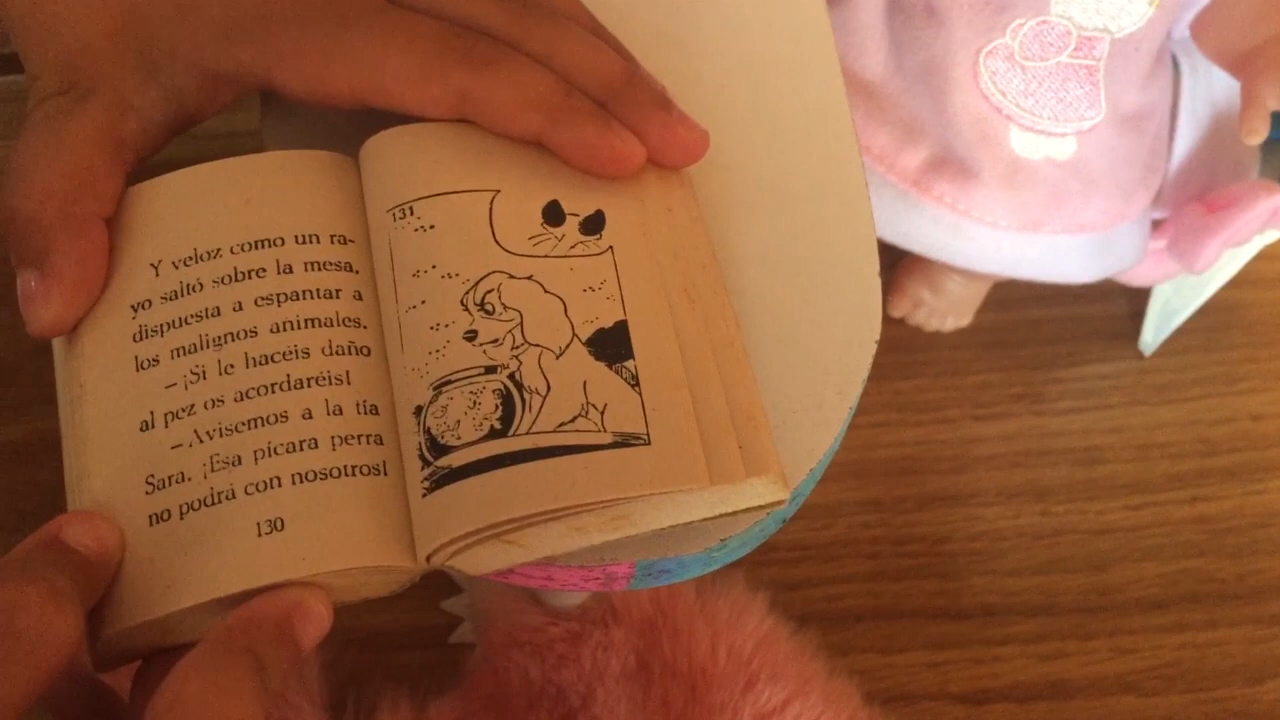 Y veloz como un ra-
yo saltó sobre la mesa,
dispuesta a espantar a
los malignos animales.
– ¡Si le hacéis daño
al pez os acordaréis!
– Avisemos a la tía
Sara. ¡Esa pícara perra
no podrá con nosotros!
130
131